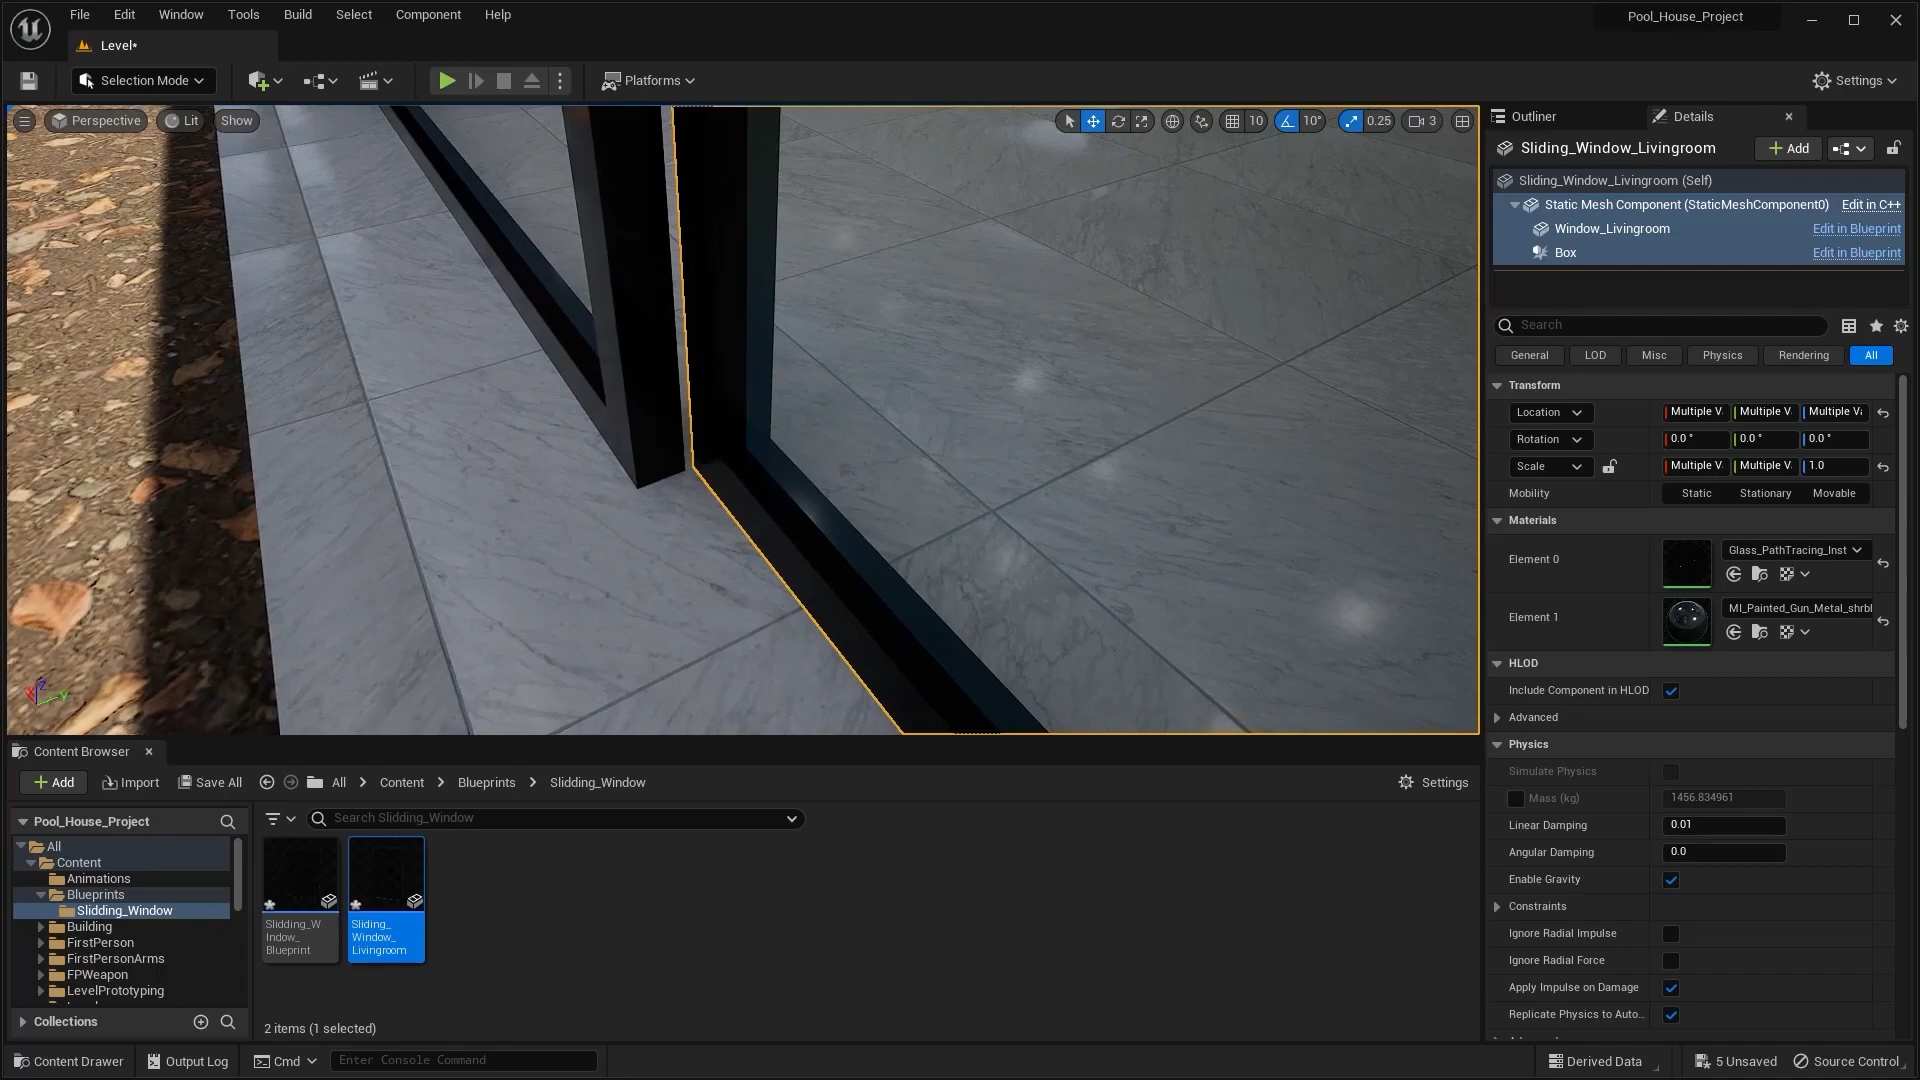 File Edit Window Tools Build Select Component Help
Pool_House_Project
Level*
Selection Mode
Platforms
Settings
Perspective Lit Show
10 10° 0.25 3
Outliner
Details
Sliding_Window_Livingroom
Add
Sliding_Window_Livingroom (Self)
Static Mesh Component (StaticMeshComponent0) Edit in C++
Window_Livingroom Edit in Blueprint
Box Edit in Blueprint
Search
General LOD Misc Physics Rendering All
Transform
Location Multiple V Multiple V Multiple Va
Rotation 0.0 ° 0.0 ° 0.0 °
Scale Multiple V Multiple V 1.0
Mobility Static Stationary Movable
Materials
Element 0 Glass_PathTracing_Inst
Element 1 MI_Painted_Gun_Metal_shrbl
HLOD
Include Component in HLOD
Advanced
Physics
Simulate Physics
Mass (kg) 1456.834961
Linear Damping 0.01
Angular Damping 0.0
Enable Gravity
Constraints
Ignore Radial Impulse
Ignore Radial Force
Apply Impulse on Damage
Replicate Physics to Auto...
Content Browser
Add Import Save All All Content Blueprints Slidding_Window Settings
Pool_House_Project
Search Slidding_Window
All
Content
Animations
Blueprints
Slidding_Window
Building
FirstPerson
FirstPersonArms
FPWeapon
LevelPrototyping
Collections
Slidding_W
indow_
Blueprint
Sliding_
Window_
Livingroom
2 items (1 selected)
Content Drawer Output Log Cmd Enter Console Command Derived Data 5 Unsaved Source Control